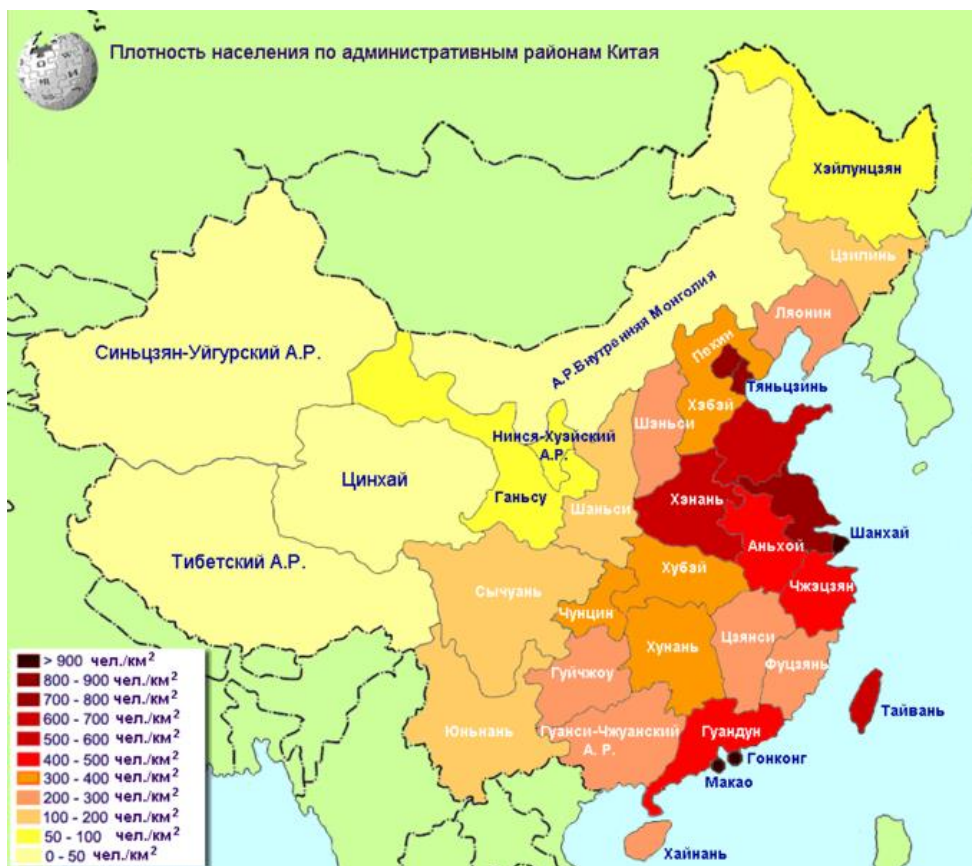 Плотность населения по административным районам Китая
Хэйлунцзян
Цзилинь
Ляонин
А.Р.Внутренняя Монголия
Синьцзян-Уйгурский А.Р.
Пекин
Тяньцзинь
Хэбэй
Шэньси
Нинся-Хуэйский
А.Р.
Цинхай
Ганьсу
Шаньси
Хэнань
Шанхай
Аньхой
Тибетский А.Р.
Хубэй
Чжэцзян
Сычуань
Чунцин
Цзянси
Хунань
Фуцзянь
Гуйчжоу
Тайвань
Юньнань
Гуанси-Чжуанский
А. Р.
Гуандун
Гонконг
Макао
Хайнань
> 900 чел./км²
800 - 900 чел./км²
700 - 800 чел./км²
600 - 700 чел./км²
500 - 600 чел./км²
400 - 500 чел./км²
300 - 400 чел./км²
200 - 300 чел./км²
100 - 200 чел./км²
50 - 100 чел./км²
0 - 50 чел./км²